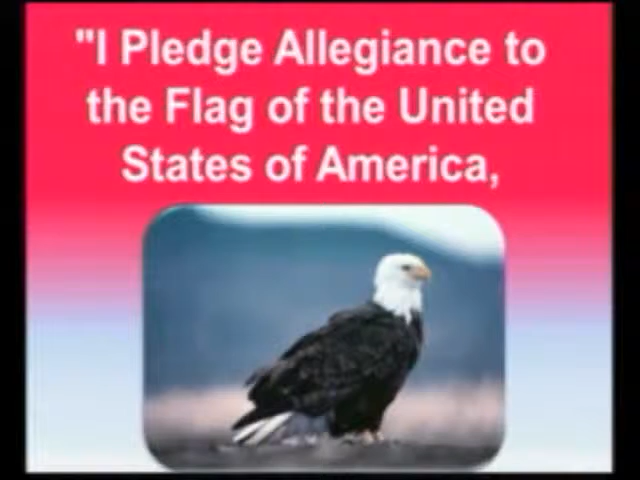 "I Pledge Allegiance to
the Flag of the United
States of America,